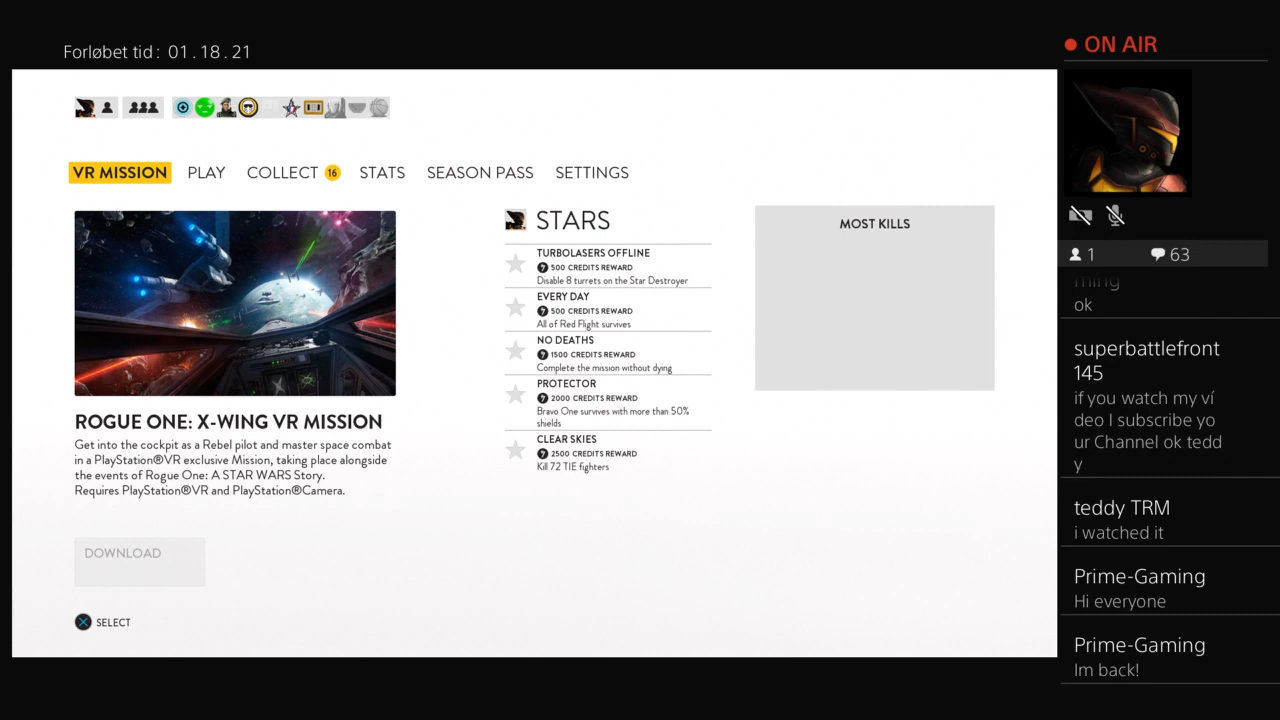 Forløbet tid: 01.18.21
ON AIR
VR MISSION PLAY COLLECT 16 STATS SEASON PASS SETTINGS
ROGUE ONE: X-WING VR MISSION
Get into the cockpit as a Rebel pilot and master space combat
in a PlayStation®VR exclusive Mission, taking place alongside
the events of Rogue One: A STAR WARS Story.
Requires PlayStation®VR and PlayStation®Camera.
DOWNLOAD
SELECT
STARS
TURBOLASERS OFFLINE
500 CREDITS REWARD
Disable 8 turrets on the Star Destroyer
EVERY DAY
500 CREDITS REWARD
All of Red Flight survives
NO DEATHS
1500 CREDITS REWARD
Complete the mission without dying
PROTECTOR
2000 CREDITS REWARD
Bravo One survives with more than 50%
shields
CLEAR SKIES
2500 CREDITS REWARD
Kill 72 TIE fighters
MOST KILLS
1 63
ok
superbattlefront
145
if you watch my ví
deo I subscribe yo
ur Channel ok tedd
y
teddy TRM
i watched it
Prime-Gaming
Hi everyone
Prime-Gaming
Im back!